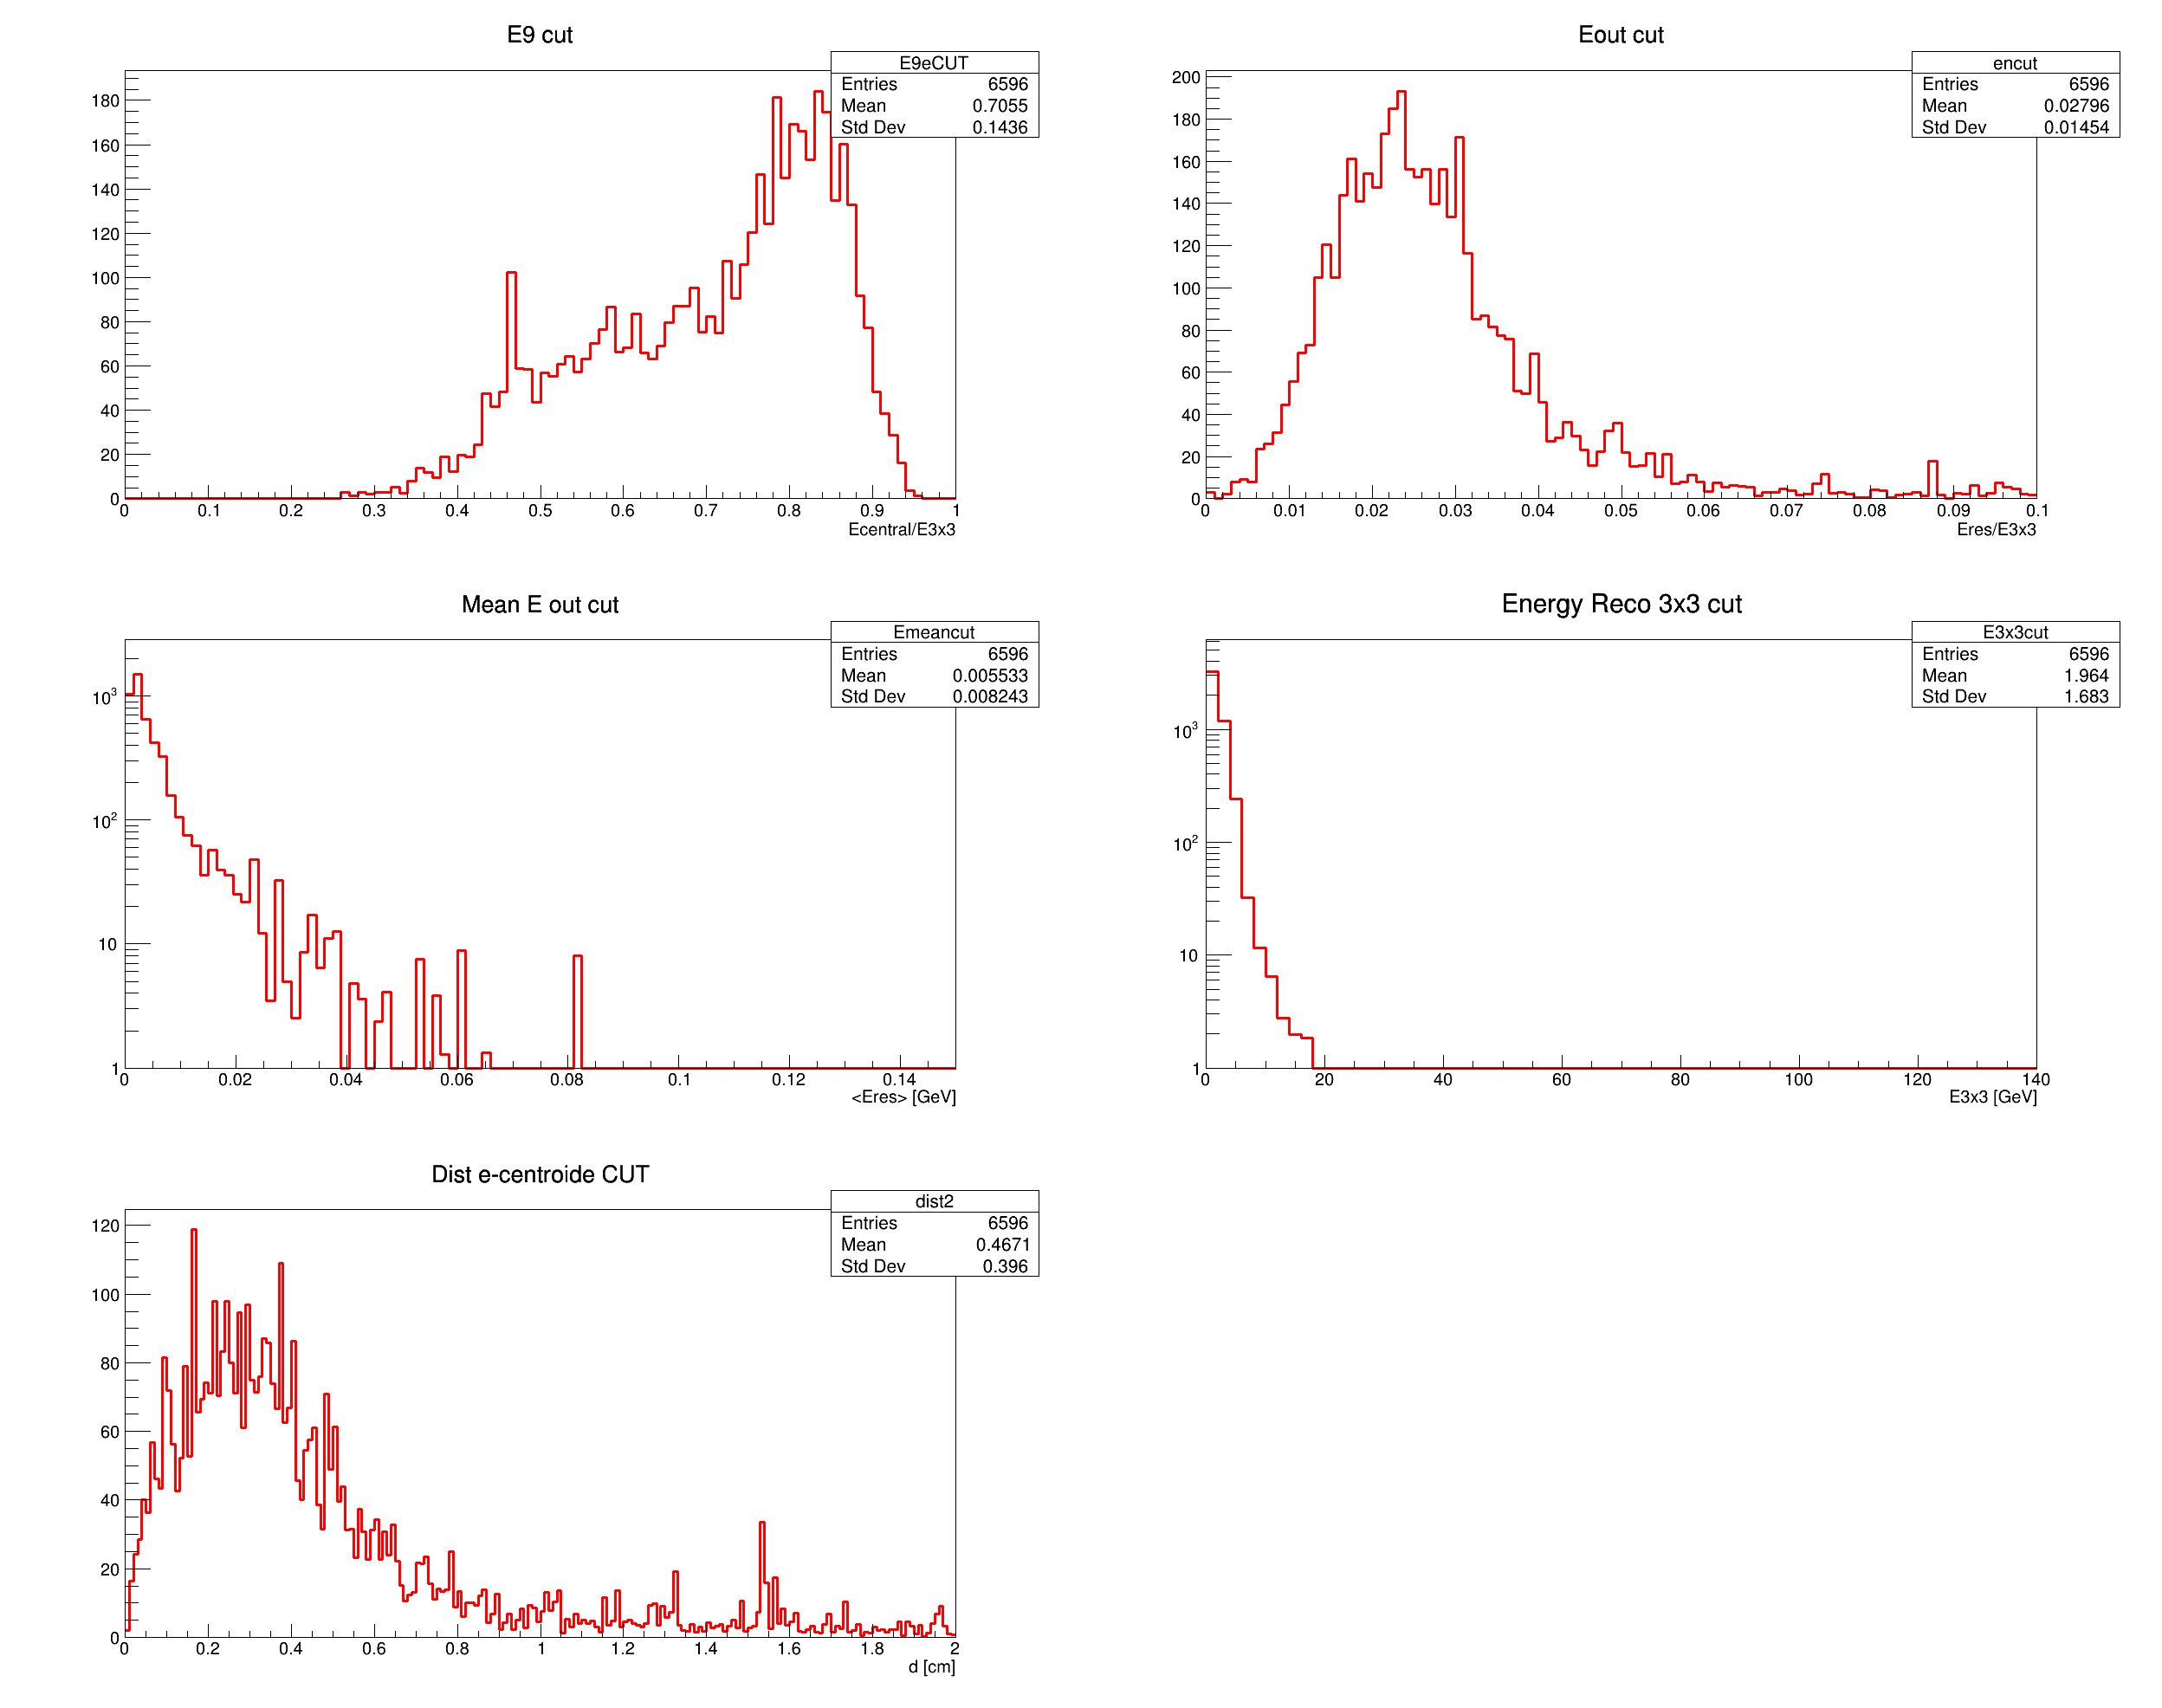 E9 cut
E9eCUT
Entries 6596
Mean 0.7055
Std Dev 0.1436
180
160
140
120
100
80
60
40
20
0
0 0.1 0.2 0.3 0.4 0.5 0.6 0.7 0.8 0.9 1
Ecentral/E3x3
Eout cut
encut
Entries 6596
Mean 0.02796
Std Dev 0.01454
200
180
160
140
120
100
80
60
40
20
0
0 0.01 0.02 0.03 0.04 0.05 0.06 0.07 0.08 0.09 0.1
Eres/E3x3
Mean E out cut
Emeancut
Entries 6596
Mean 0.005533
Std Dev 0.008243
10³
10²
10
1
0 0.02 0.04 0.06 0.08 0.1 0.12 0.14
<Eres> [GeV]
Energy Reco 3x3 cut
E3x3cut
Entries 6596
Mean 1.964
Std Dev 1.683
10³
10²
10
1
0 20 40 60 80 100 120 140
E3x3 [GeV]
Dist e-centroide CUT
dist2
Entries 6596
Mean 0.4671
Std Dev 0.396
120
100
80
60
40
20
0
0 0.2 0.4 0.6 0.8 1 1.2 1.4 1.6 1.8 2
d [cm]